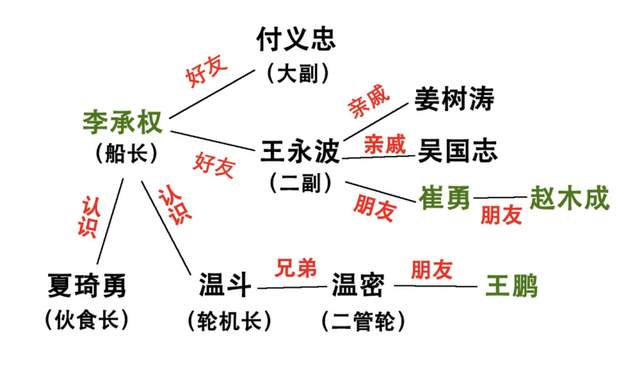 付义忠
好友
（大副）
亲戚
姜树涛
李承权
王永波
亲戚
吴国志
（船长）
好友
（二副）
朋友
崔勇
朋友
赵木成
认识
认识
夏琦勇
温斗
兄弟
温密
朋友
王鹏
（伙食长）
（轮机长）
（二管轮）